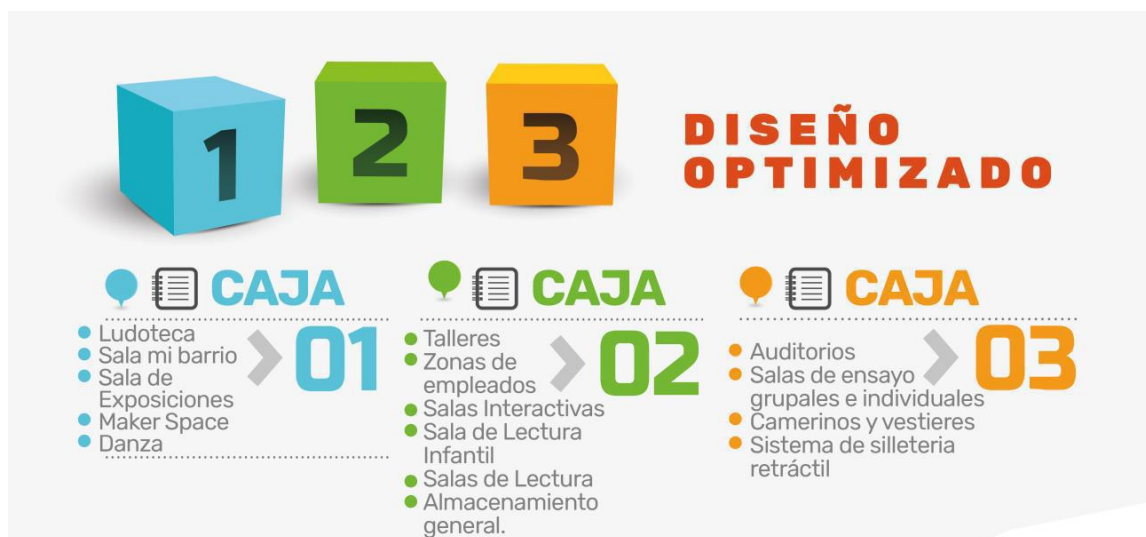 1
2
3
DISEÑO
OPTIMIZADO
CAJA
01
Ludoteca
Sala mi barrio
Sala de
Exposiciones
Maker Space
Danza
CAJA
02
Talleres
Zonas de
empleados
Salas Interactivas
Sala de Lectura
Infantil
Salas de Lectura
Almacenamiento
general.
CAJA
03
Auditorios
Salas de ensayo
grupales e individuales
Camerinos y vestieres
Sistema de silleteria
retráctil